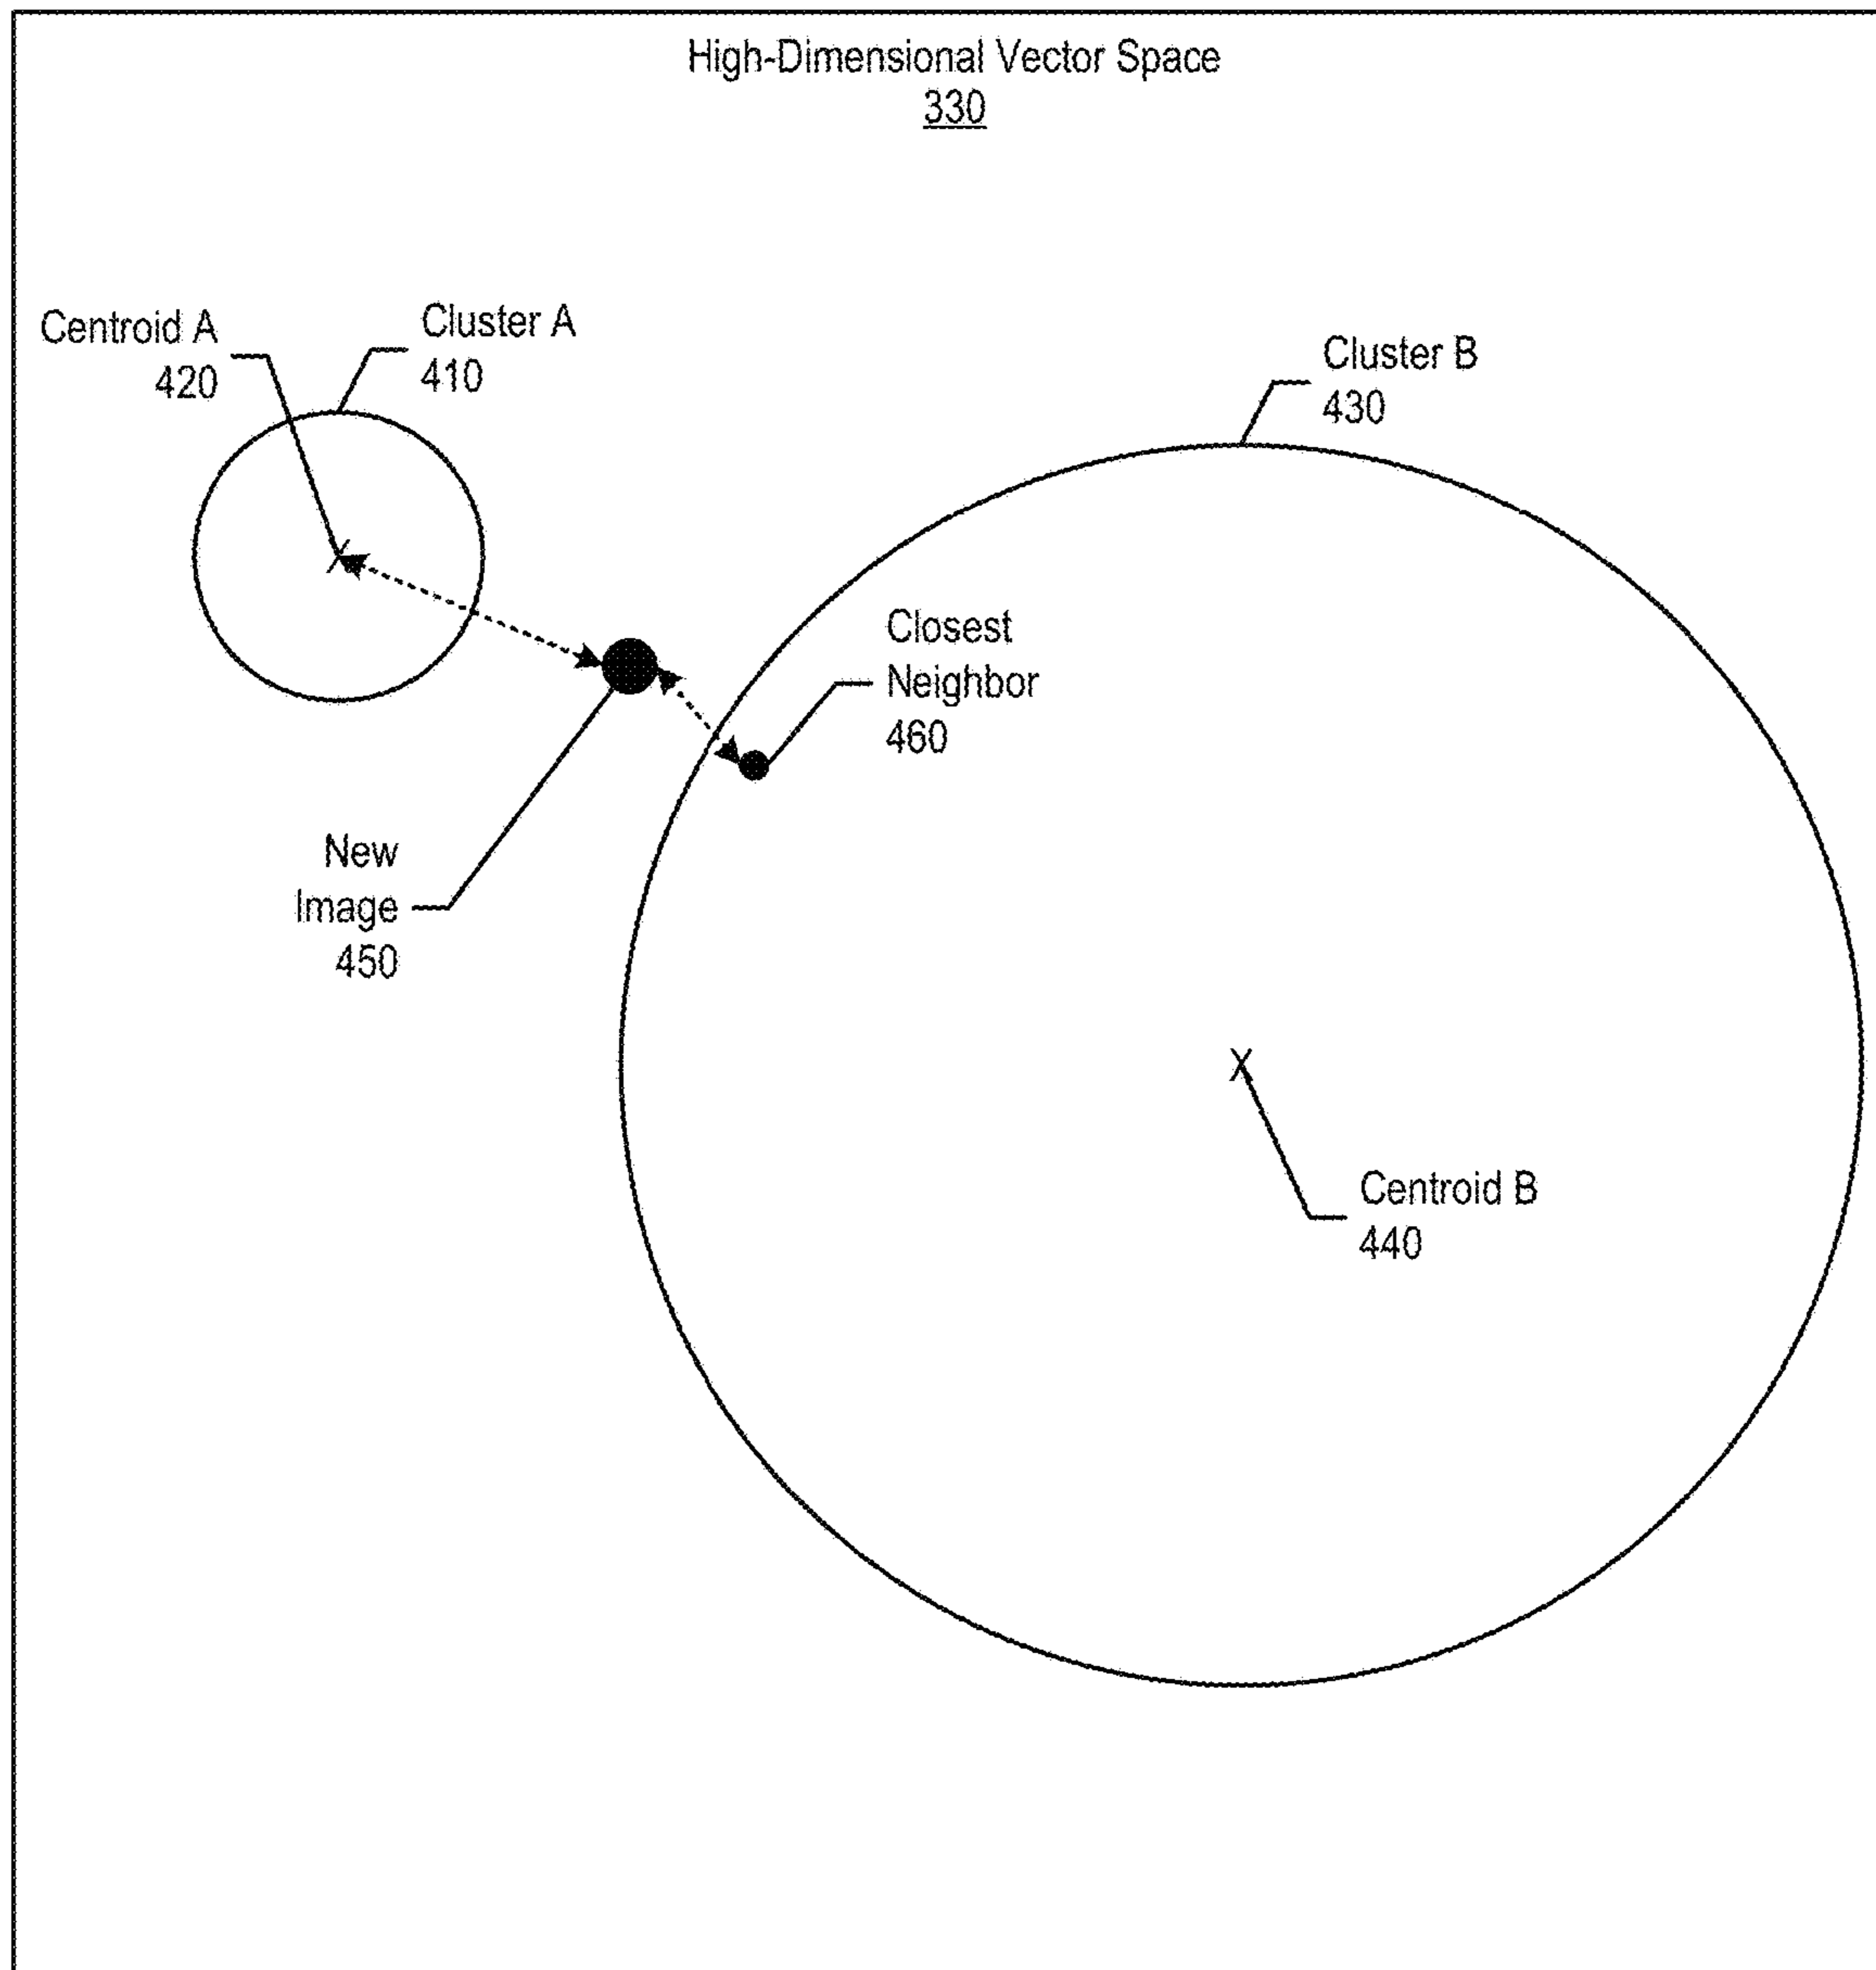 High-Dimensional Vector Space
330
Centroid A
420
Cluster A
410
Cluster B
430
Closest
Neighbor
460
New
Image
450
X
X
Centroid B
440